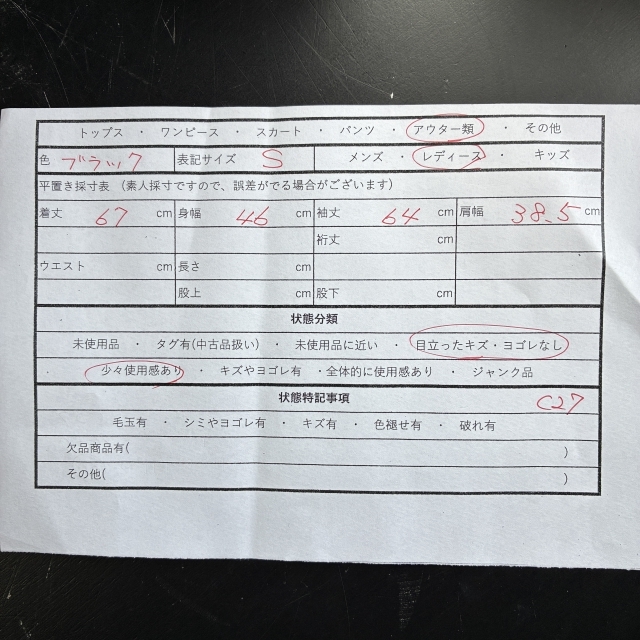 トップス ・ ワンピース ・ スカート ・ パンツ ・ アウター類 ・ その他
色 ブラック 表記サイズ S メンズ ・ レディース ・ キッズ
平置き採寸表 (素人採寸ですので、誤差がでる場合がございます)
着丈 67 cm 身幅 46 cm 袖丈 64 cm 肩幅 38.5 cm
裄丈 cm
ウエスト cm 長さ cm cm
股上 cm 股下 cm
状態分類
未使用品 ・ タグ有(中古品扱い) ・ 未使用品に近い ・ 目立ったキズ・ヨゴレなし
少々使用感あり ・ キズやヨゴレ有 ・全体的に使用感あり ・ ジャンク品
状態特記事項 C27
毛玉有 ・ シミやヨゴレ有 ・ キズ有 ・ 色褪せ有 ・ 破れ有
欠品商品有( )
その他( )